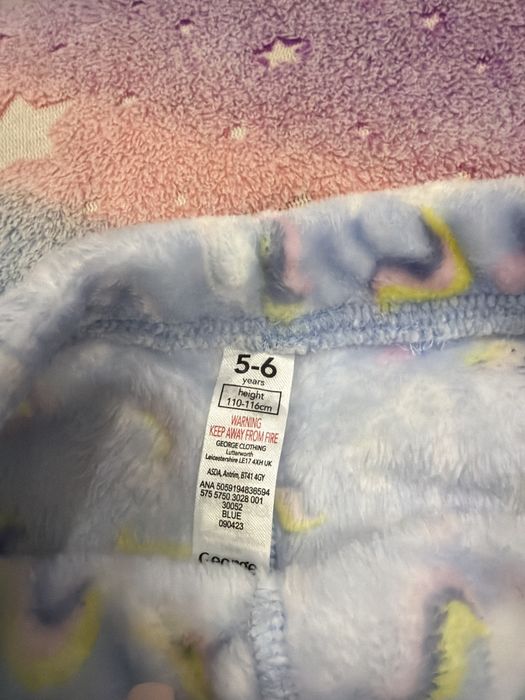 5-6
years
height
110-116cm
WARNING
KEEP AWAY FROM FIRE
GEORGE CLOTHING
Lutterworth
Leicestershire LE17 4XH UK
ASDA, Antrim, BT41 4GY
ANA 5059194836594
575 5750 3028 001
30052
BLUE
090423
George